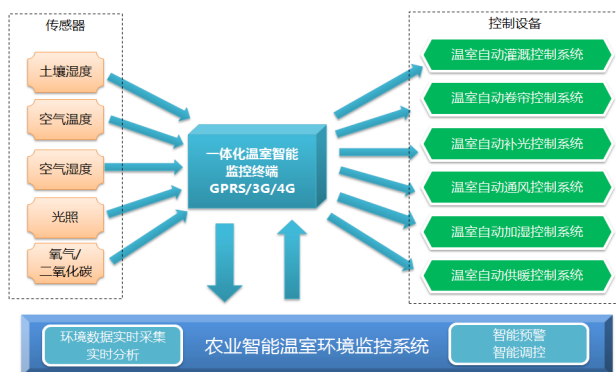 传感器
土壤湿度
空气温度
空气湿度
光照
氧气/
二氧化碳
一体化温室智能
监控终端
GPRS/3G/4G
控制设备
温室自动灌溉控制系统
温室自动卷帘控制系统
温室自动补光控制系统
温室自动通风控制系统
温室自动加湿控制系统
温室自动供暖控制系统
环境数据实时采集
实时分析
农业智能温室环境监控系统
智能预警
智能调控